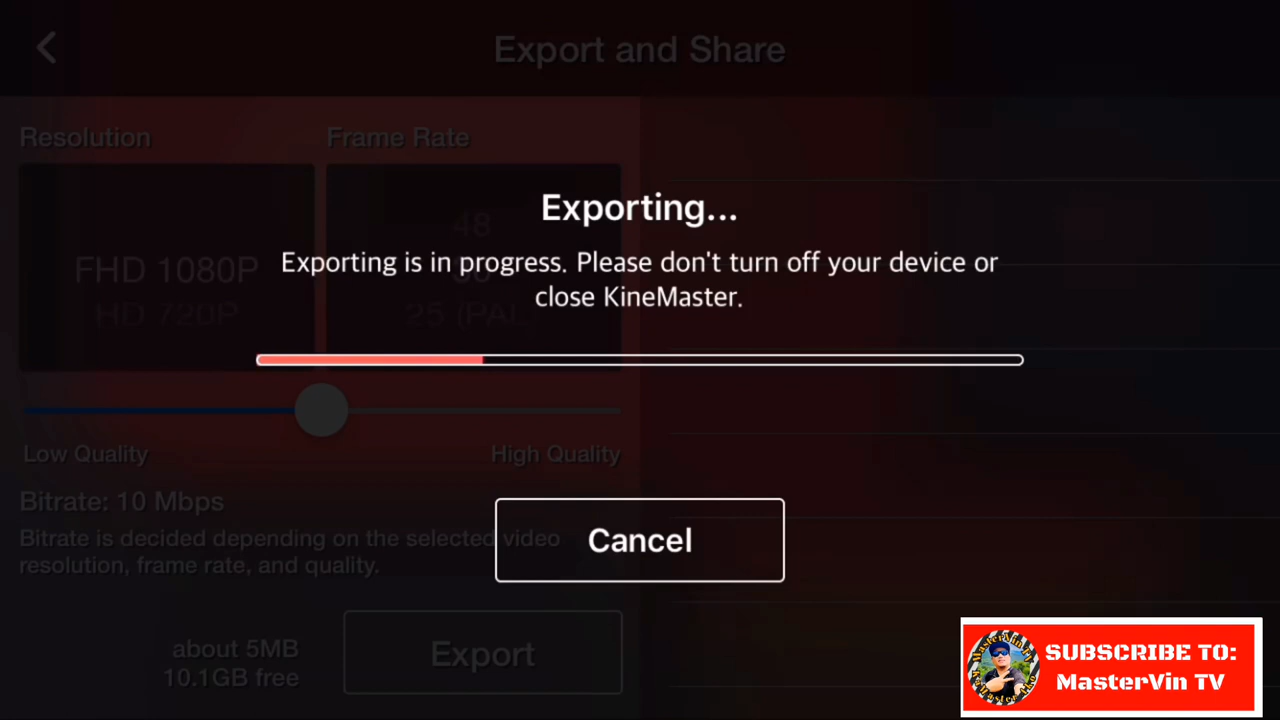 Export and Share
Resolution
Frame Rate
48
FHD 1080P
HD 720P
25 (PAL)
Exporting...
Exporting is in progress. Please don't turn off your device or
close KineMaster.
Low Quality
High Quality
Bitrate: 10 Mbps
Bitrate is decided depending on the selected video
resolution, frame rate, and quality.
Cancel
about 5MB
10.1GB free
Export
SUBSCRIBE TO:
MasterVin TV